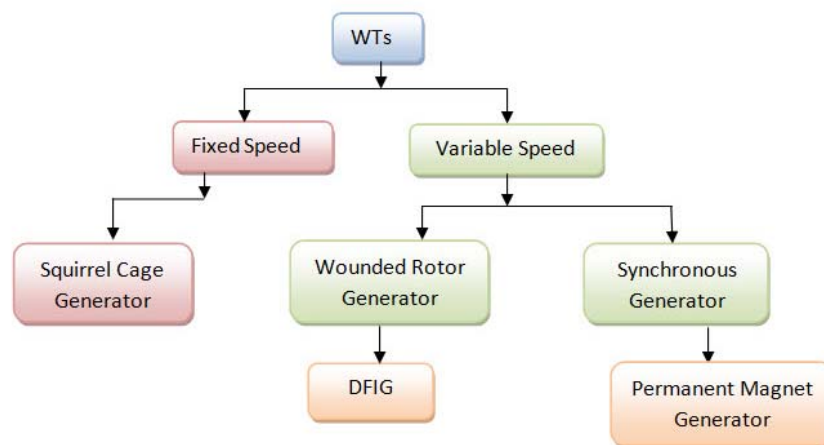 WTs
Fixed Speed
Variable Speed
Squirrel Cage
Generator
Wounded Rotor
Generator
Synchronous
Generator
DFIG
Permanent Magnet
Generator